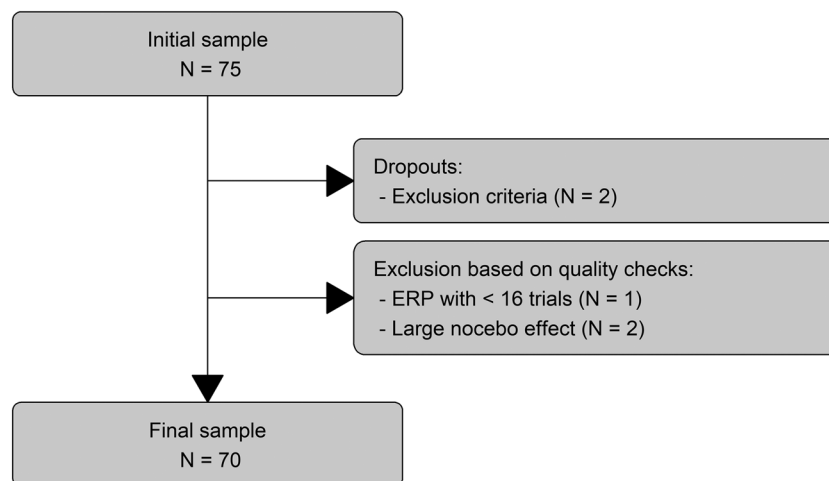 Initial sample
N = 75
Dropouts:
- Exclusion criteria (N = 2)
Exclusion based on quality checks:
- ERP with < 16 trials (N = 1)
- Large nocebo effect (N = 2)
Final sample
N = 70